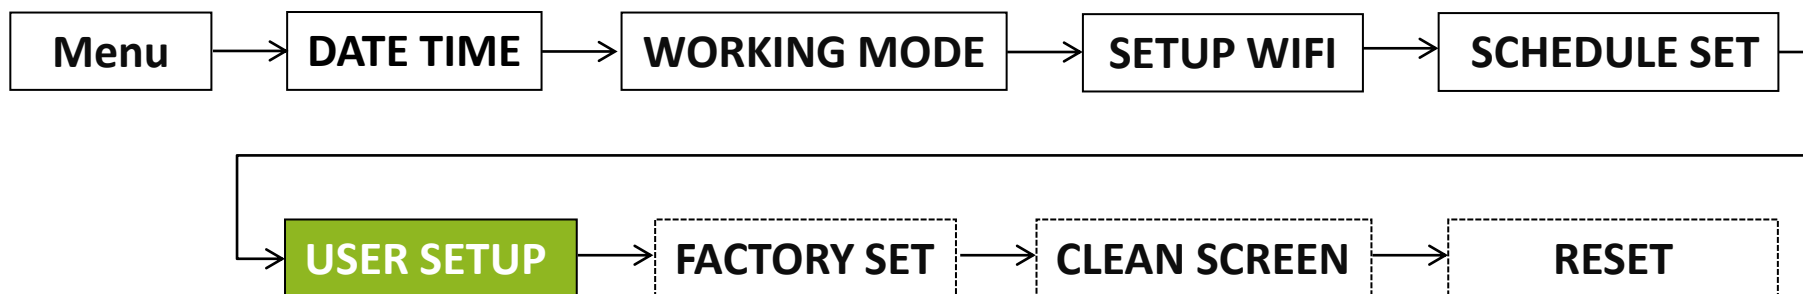 Menu DATE TIME WORKING MODE SETUP WIFI SCHEDULE SET
USER SETUP FACTORY SET CLEAN SCREEN RESET